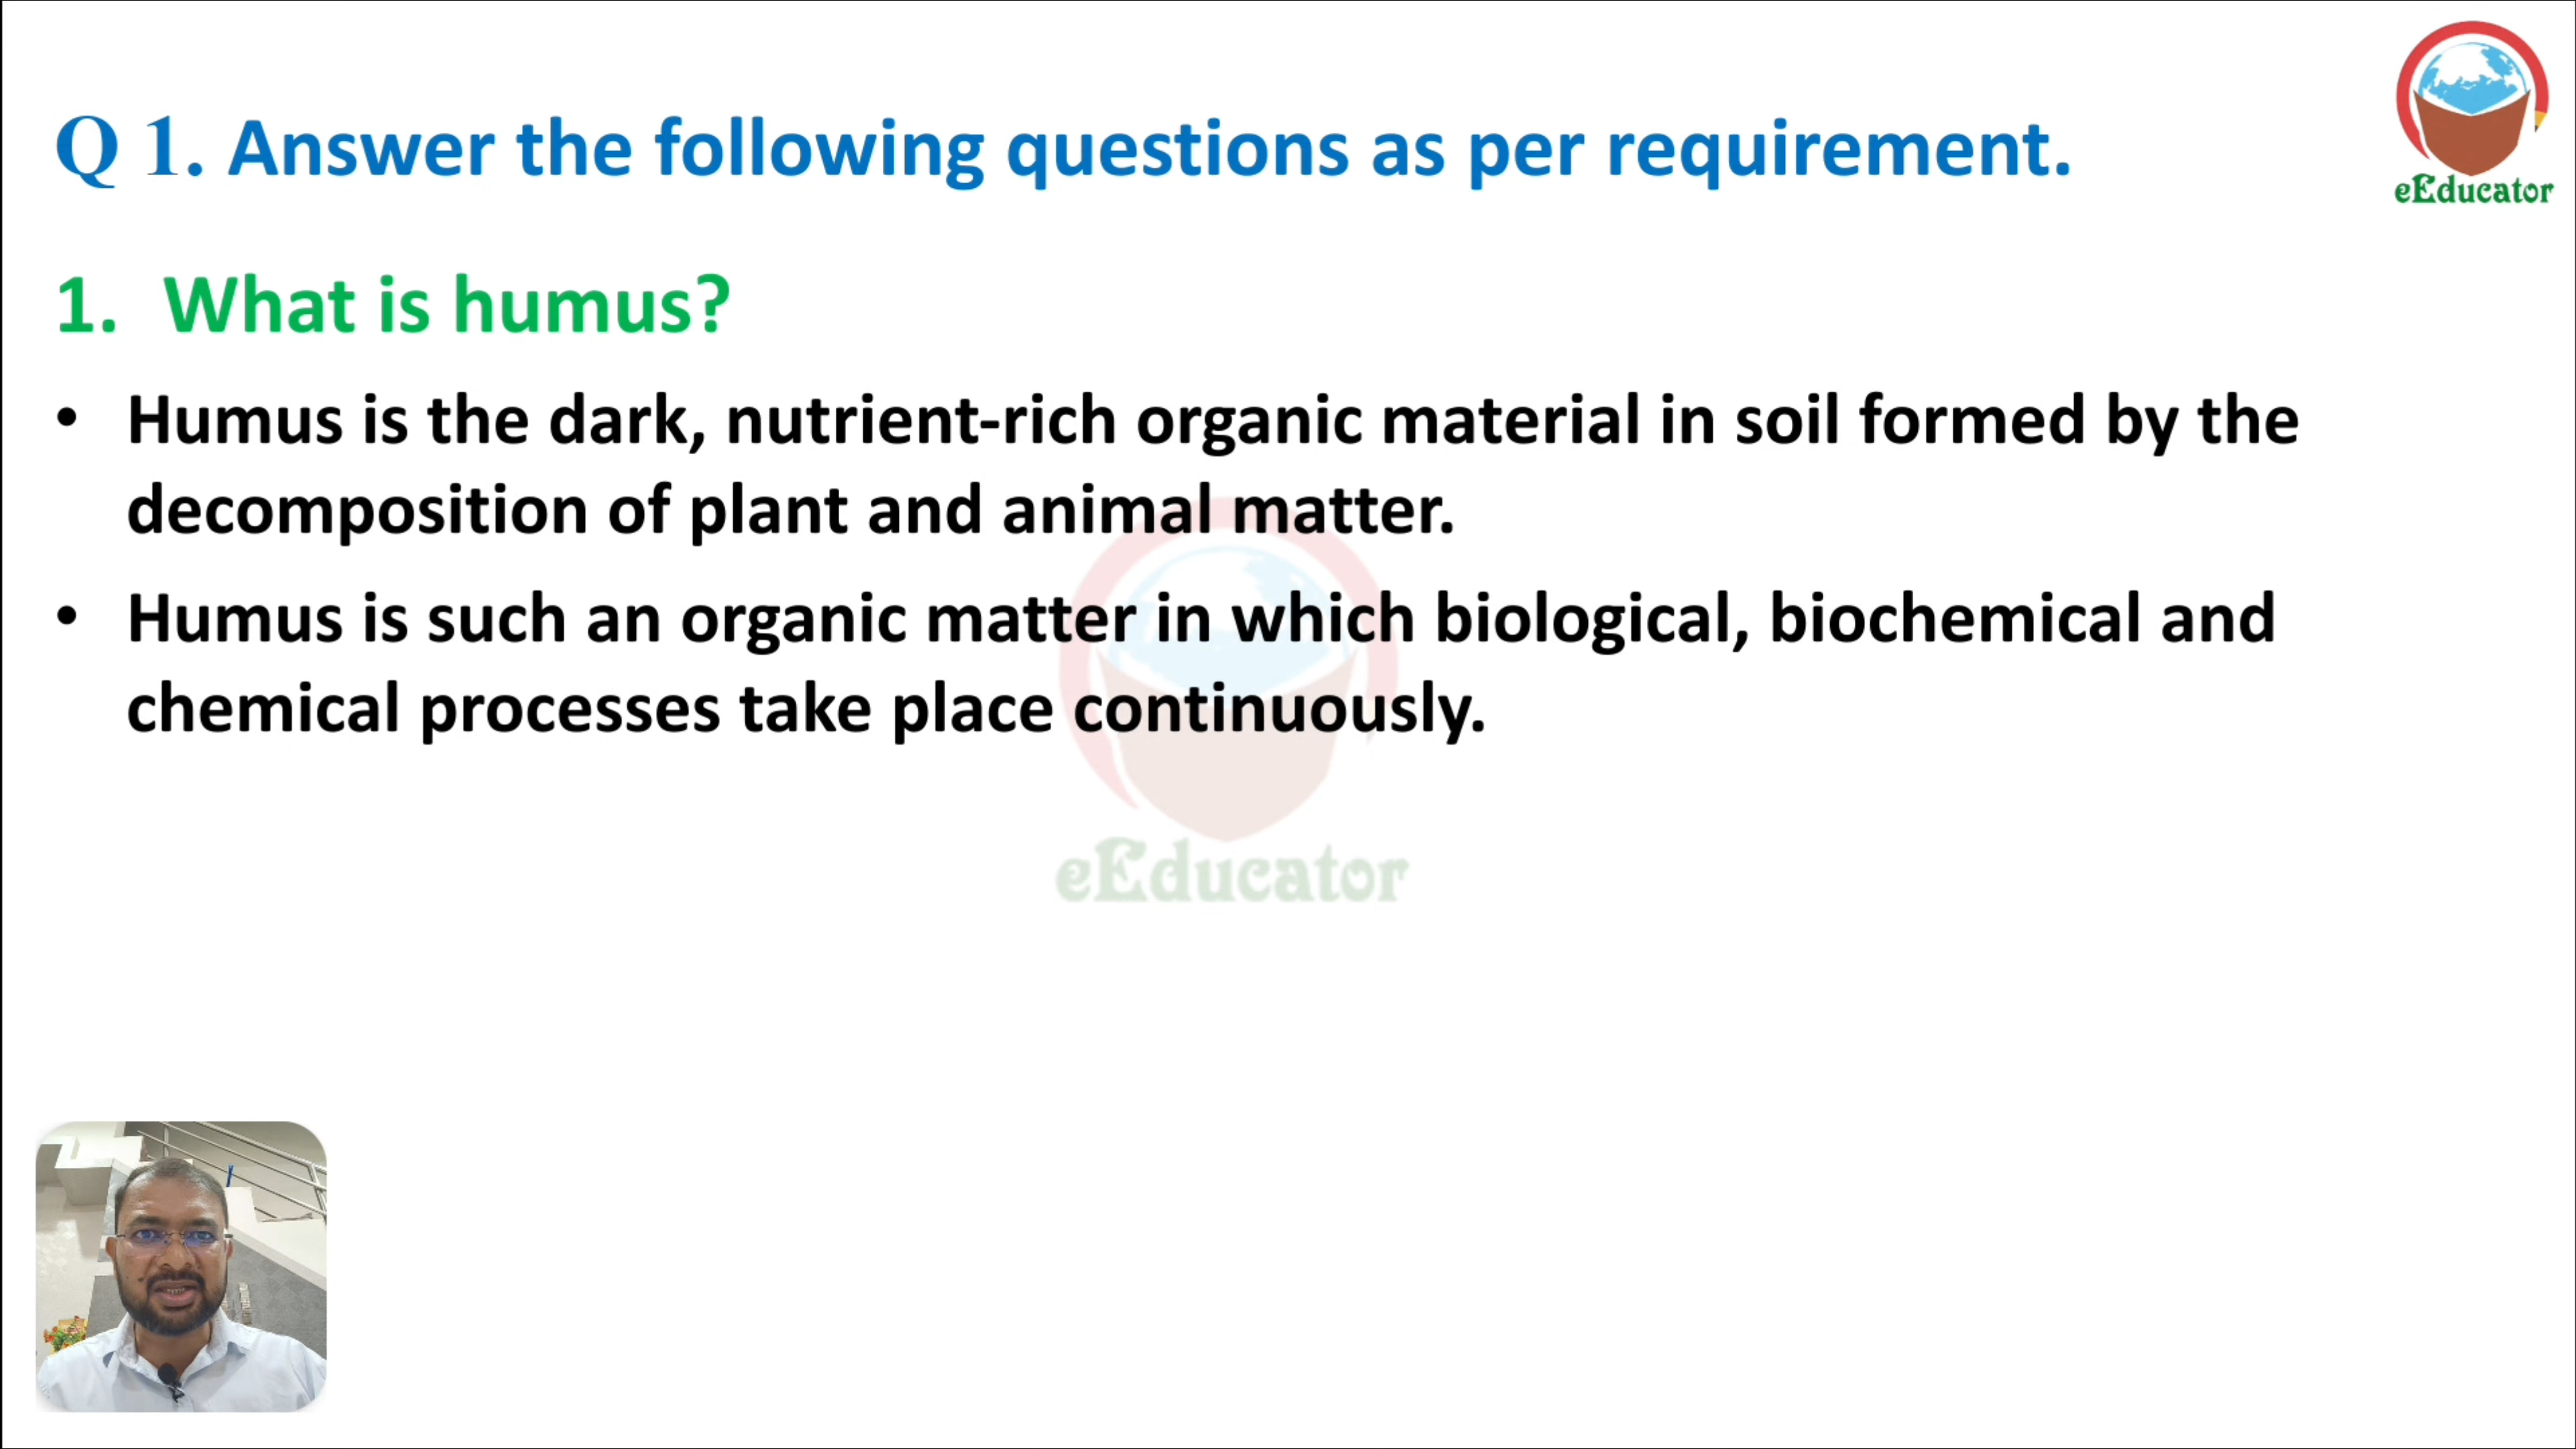 eEducator
Q 1. Answer the following questions as per requirement.
1. What is humus?
• Humus is the dark, nutrient-rich organic material in soil formed by the
decomposition of plant and animal matter.
• Humus is such an organic matter in which biological, biochemical and
chemical processes take place continuously.
eEducator